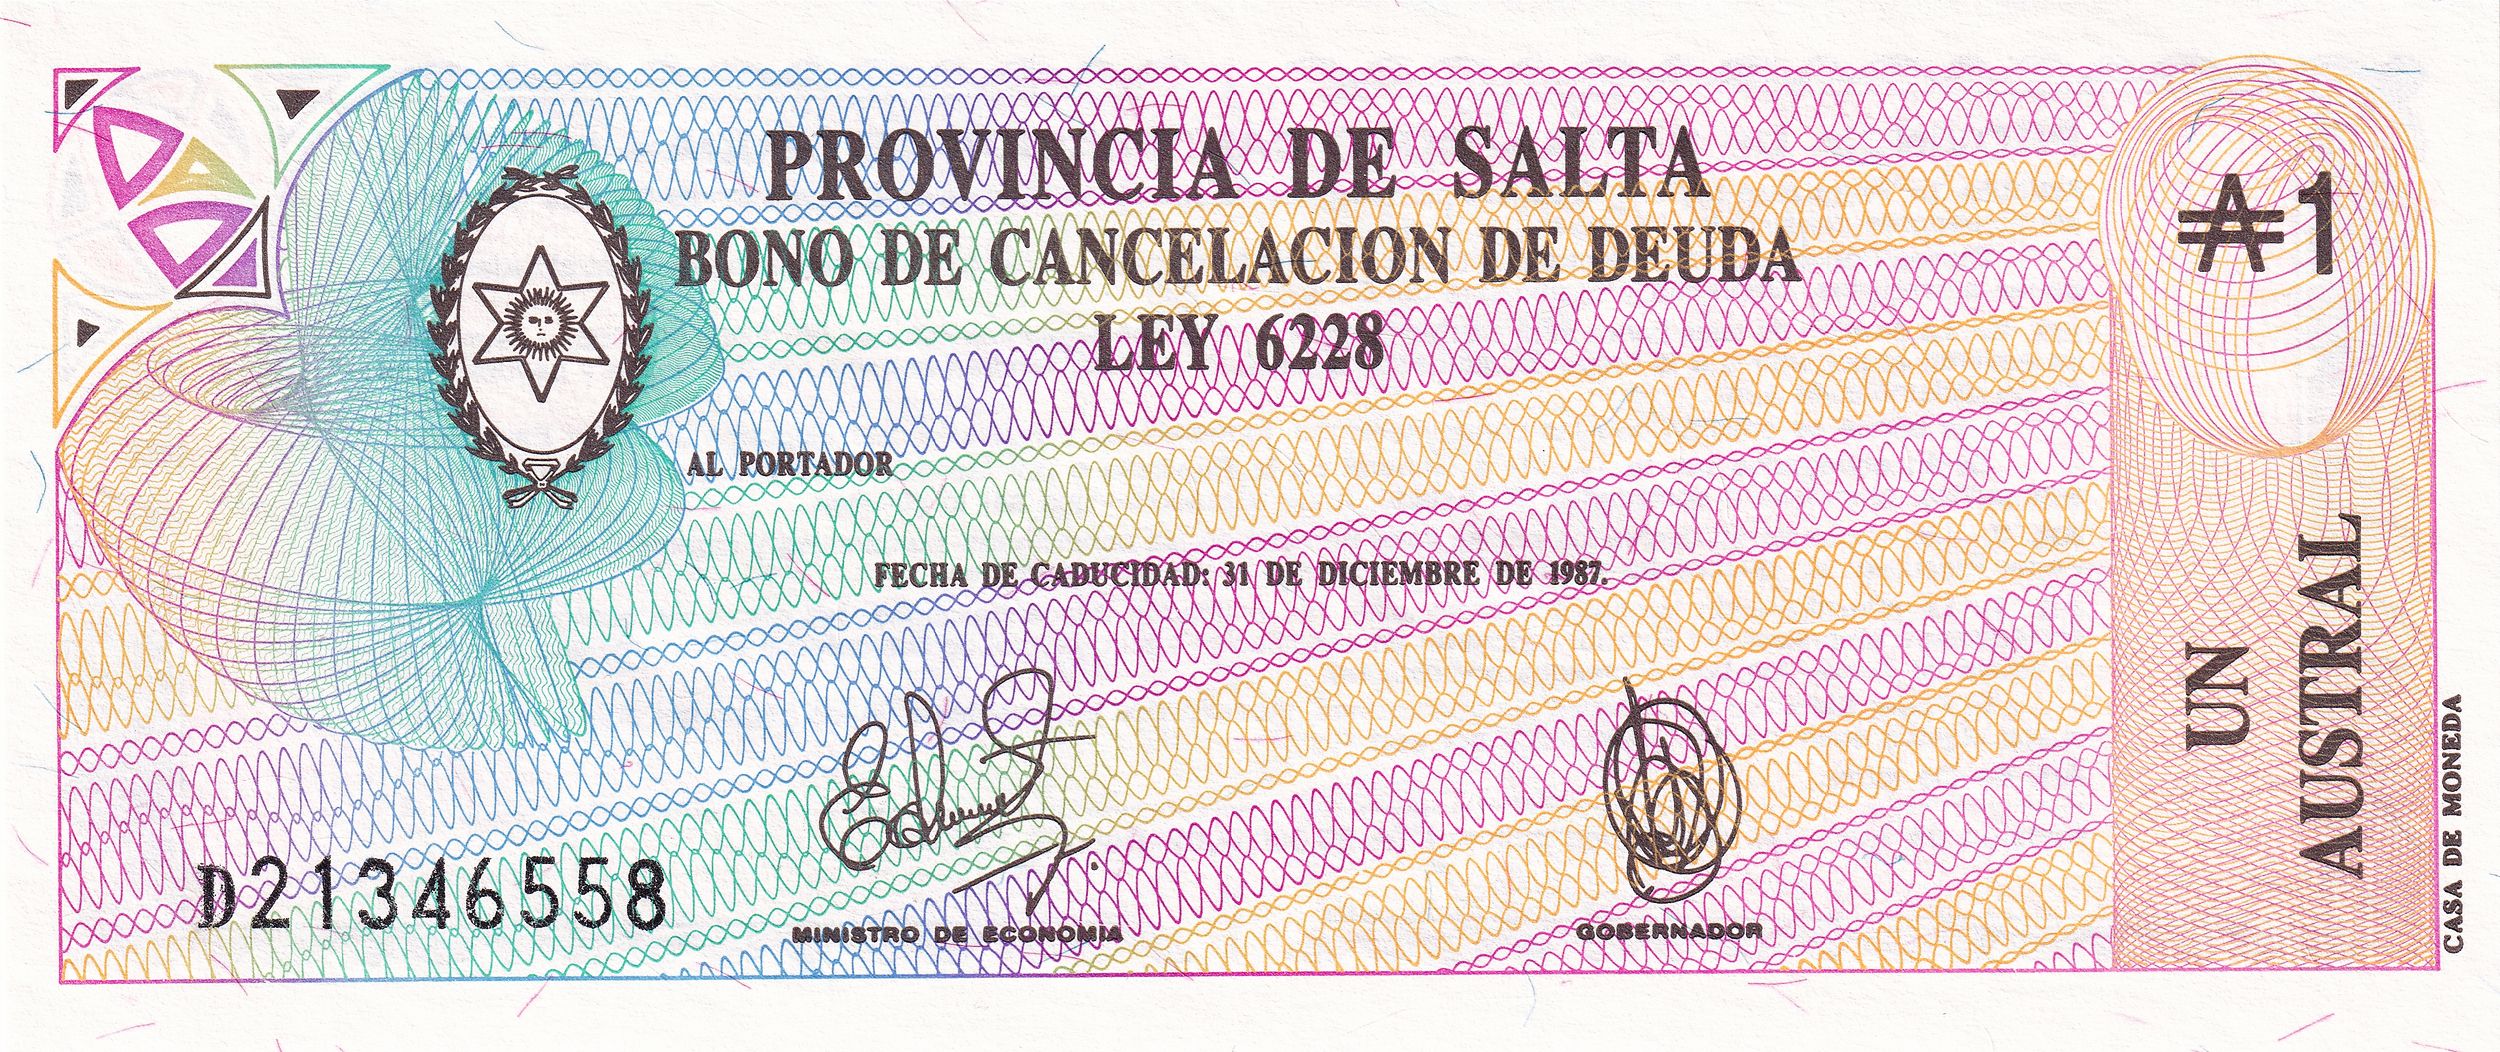 PROVINCIA DE SALTA
BONO DE CANCELACION DE DEUDA
LEY 6228
₳1
AL PORTADOR
FECHA DE CADUCIDAD: 31 DE DICIEMBRE DE 1987.
UN
AUSTRAL
D21346558
MINISTRO DE ECONOMIA
GOBERNADOR
CASA DE MONEDA